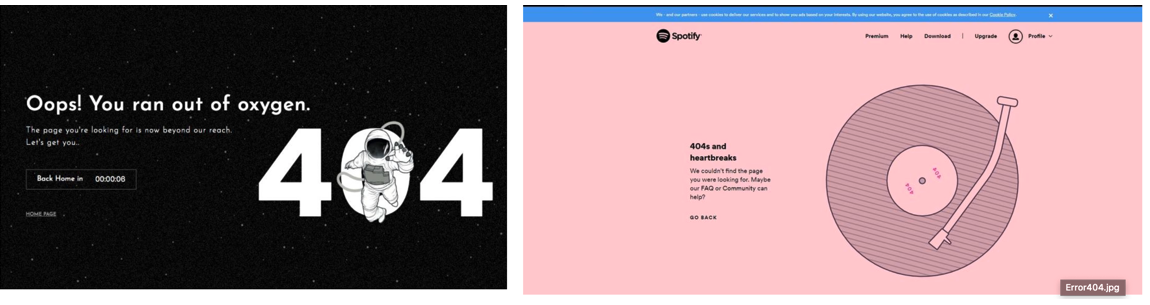 Oops! You ran out of oxygen.
The page you're looking for is now beyond our reach.
Let's get you..
Back Home in 00:00:06
HOME PAGE
404
We and our partners use cookies to deliver our services and to show you ads based on your interests. By using our website, you agree to the use of cookies as described in our Cookie Policy.
Spotify
Premium Help Download | Upgrade Profile
404s and
heartbreaks
We couldn't find the page
you were looking for. Maybe
our FAQ or Community can
help?
GO BACK
404
404
Error404.jpg